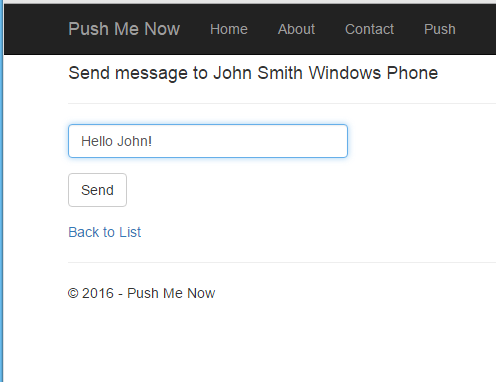 Push Me Now Home About Contact Push
Send message to John Smith Windows Phone
Hello John!
Send
Back to List
© 2016 - Push Me Now